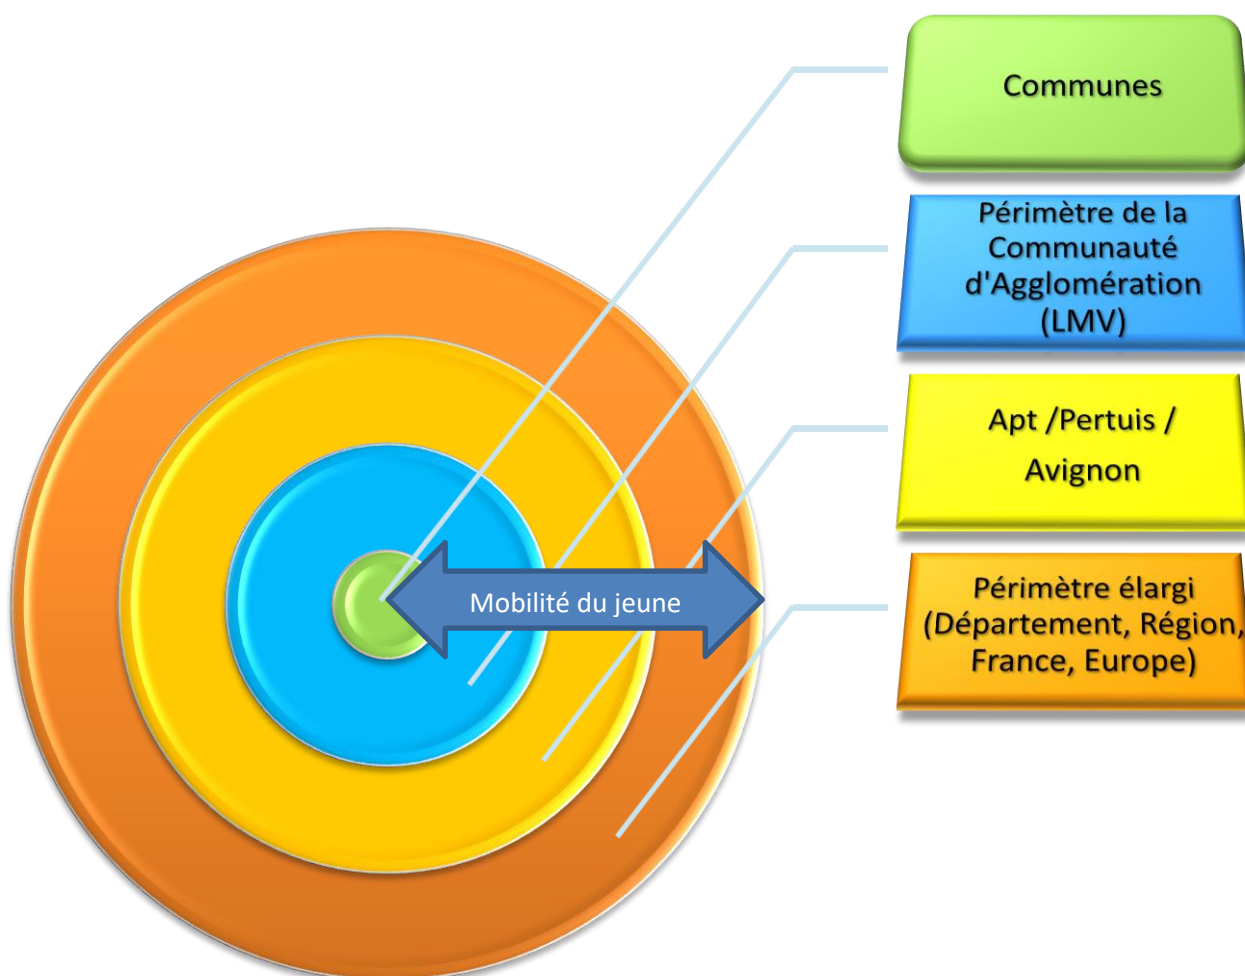 Communes
Périmètre de la
Communauté
d'Agglomération
(LMV)
Apt /Pertuis /
Avignon
Périmètre élargi
(Département, Région,
France, Europe)
Mobilité du jeune